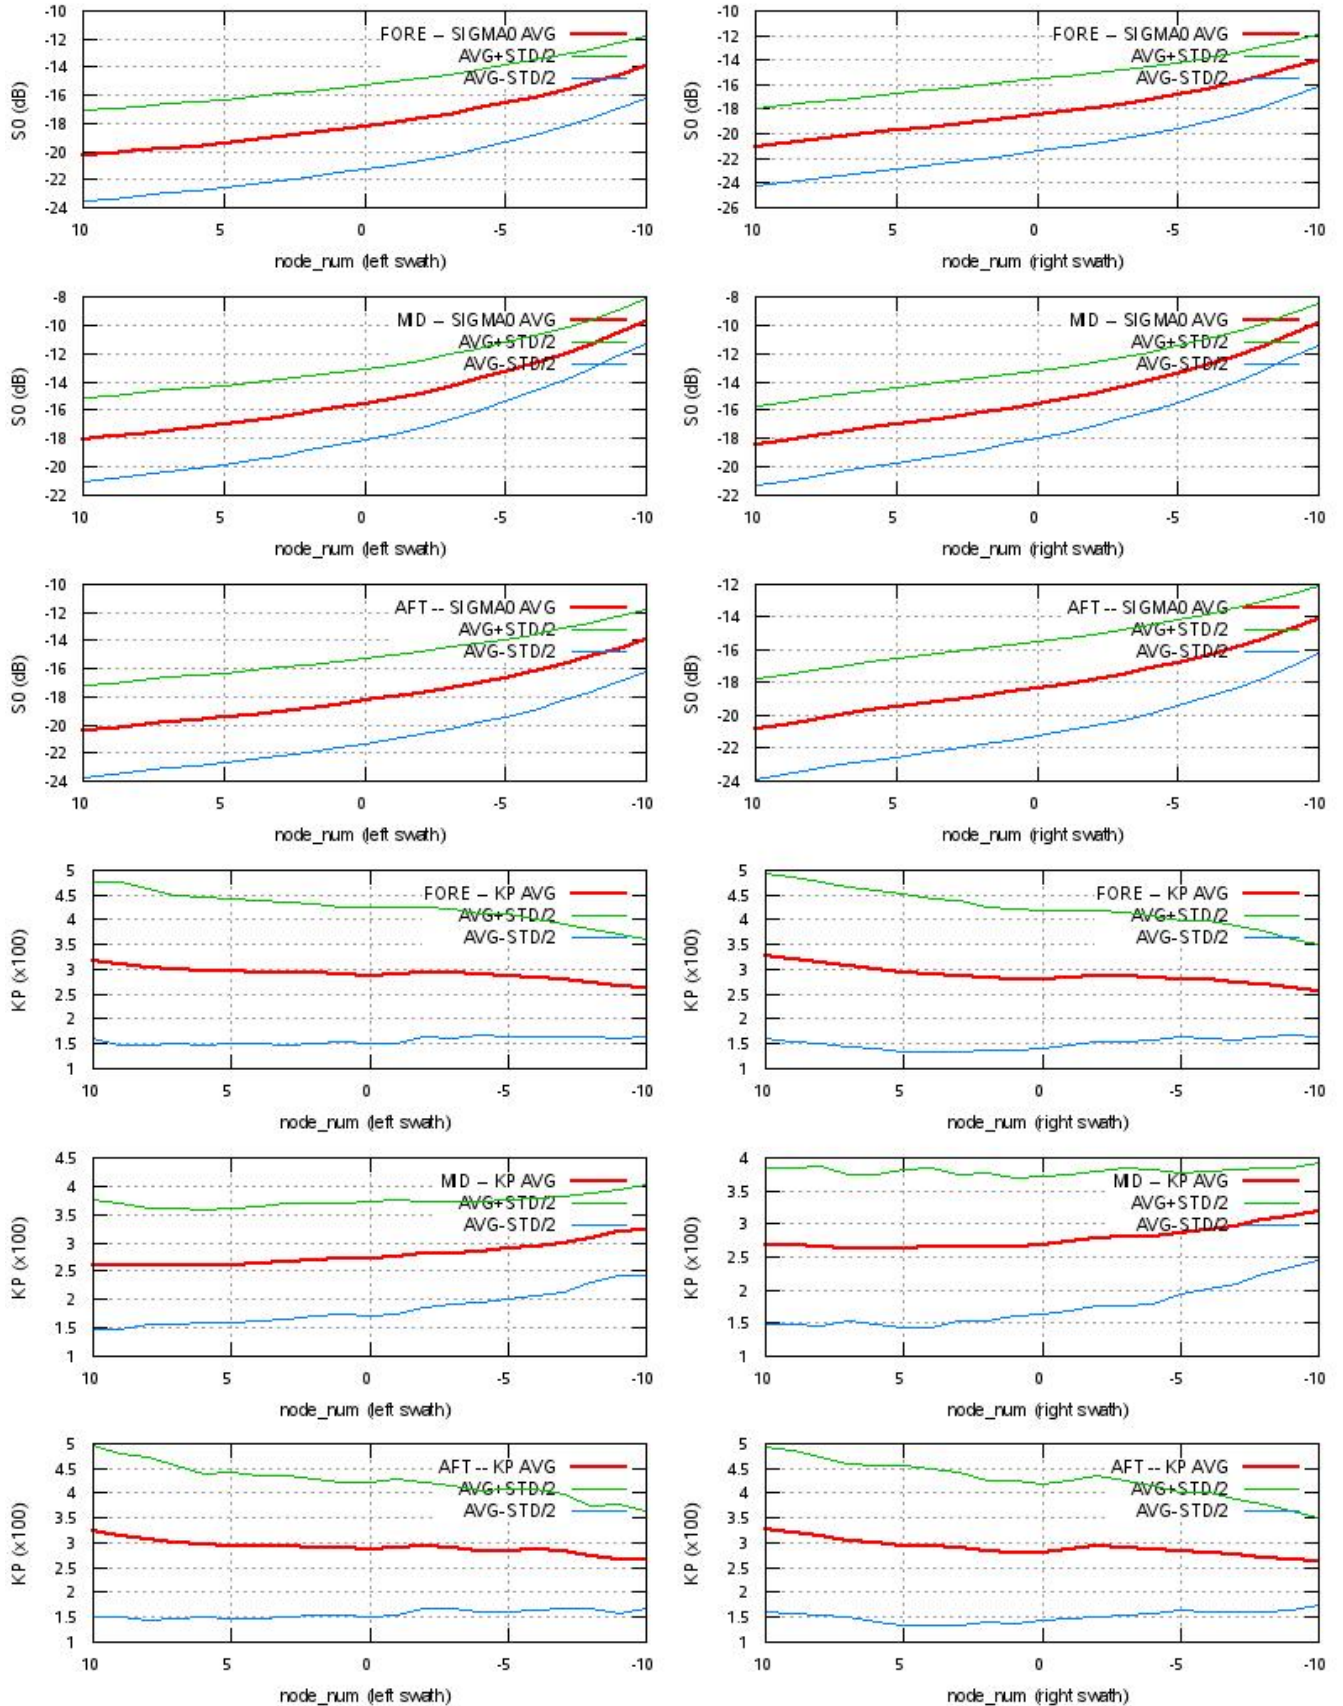 -10
-12
-14
-16
-18
-20
-22
-24
S0 (dB)
FORE -- SIGMA0 AVG
AVG+STD/2
AVG-STD/2
10 5 0 -5 -10
node_num (left swath)
-10
-12
-14
-16
-18
-20
-22
-24
-26
S0 (dB)
FORE -- SIGMA0 AVG
AVG+STD/2
AVG-STD/2
10 5 0 -5 -10
node_num (right swath)
-8
-10
-12
-14
-16
-18
-20
-22
S0 (dB)
MID -- SIGMA0 AVG
AVG+STD/2
AVG-STD/2
10 5 0 -5 -10
node_num (left swath)
-8
-10
-12
-14
-16
-18
-20
-22
S0 (dB)
MID -- SIGMA0 AVG
AVG+STD/2
AVG-STD/2
10 5 0 -5 -10
node_num (right swath)
-10
-12
-14
-16
-18
-20
-22
-24
S0 (dB)
AFT -- SIGMA0 AVG
AVG+STD/2
AVG-STD/2
10 5 0 -5 -10
node_num (left swath)
-12
-14
-16
-18
-20
-22
-24
S0 (dB)
AFT -- SIGMA0 AVG
AVG+STD/2
AVG-STD/2
10 5 0 -5 -10
node_num (right swath)
5
4.5
4
3.5
3
2.5
2
1.5
1
KP (x100)
FORE -- KP AVG
AVG+STD/2
AVG-STD/2
10 5 0 -5 -10
node_num (left swath)
5
4.5
4
3.5
3
2.5
2
1.5
1
KP (x100)
FORE -- KP AVG
AVG+STD/2
AVG-STD/2
10 5 0 -5 -10
node_num (right swath)
4.5
4
3.5
3
2.5
2
1.5
1
KP (x100)
MID -- KP AVG
AVG+STD/2
AVG-STD/2
10 5 0 -5 -10
node_num (left swath)
4
3.5
3
2.5
2
1.5
1
KP (x100)
MID -- KP AVG
AVG+STD/2
AVG-STD/2
10 5 0 -5 -10
node_num (right swath)
5
4.5
4
3.5
3
2.5
2
1.5
1
KP (x100)
AFT -- KP AVG
AVG+STD/2
AVG-STD/2
10 5 0 -5 -10
node_num (left swath)
5
4.5
4
3.5
3
2.5
2
1.5
1
KP (x100)
AFT -- KP AVG
AVG+STD/2
AVG-STD/2
10 5 0 -5 -10
node_num (right swath)